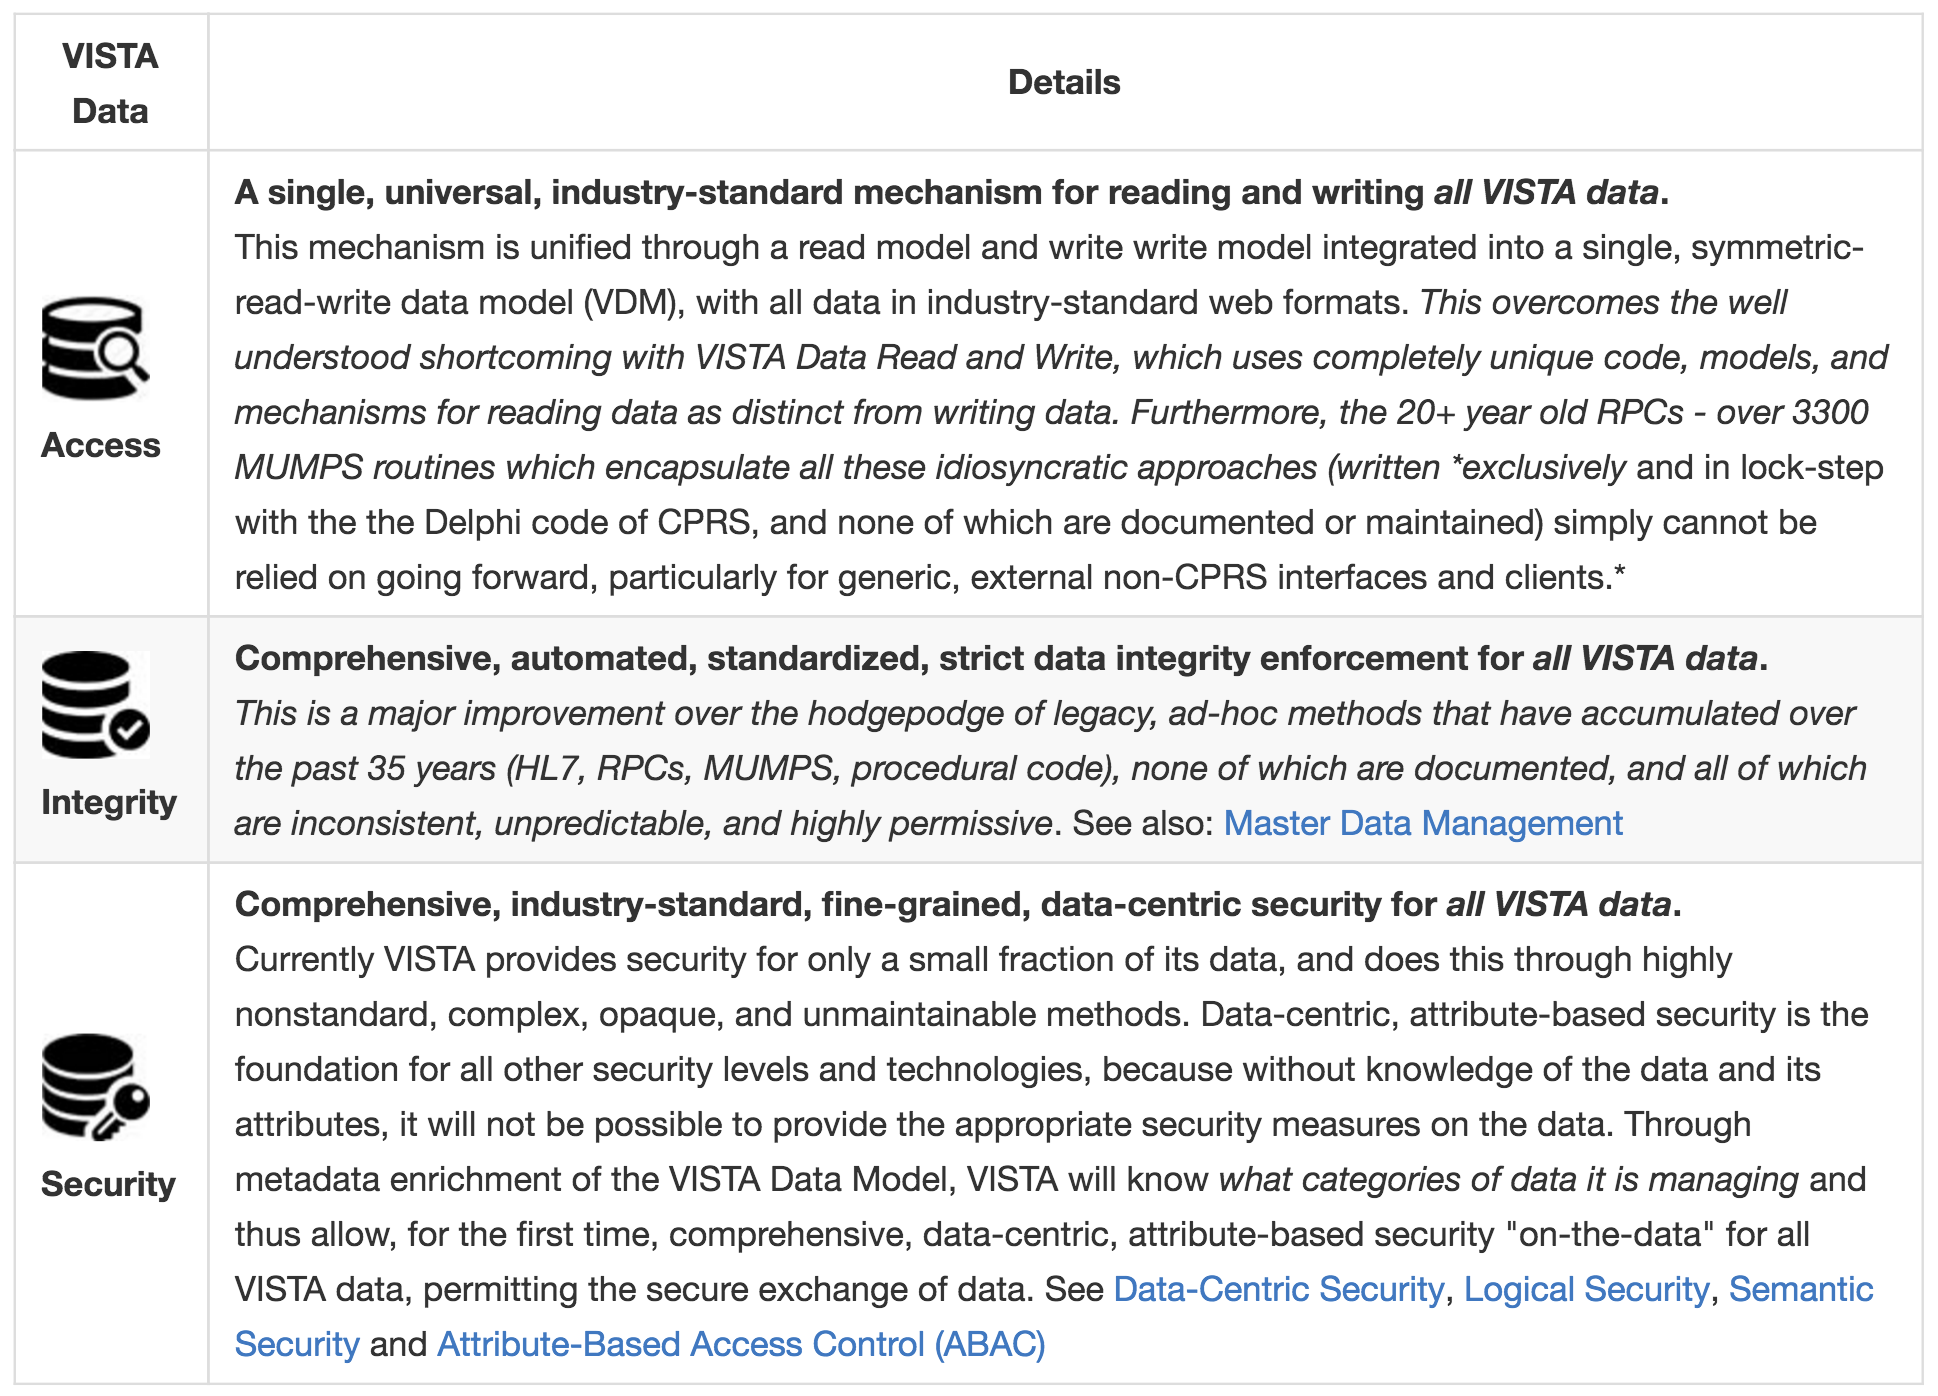 VISTA
Data
Details
A single, universal, industry-standard mechanism for reading and writing all VISTA data.
This mechanism is unified through a read model and write write model integrated into a single, symmetric-
read-write data model (VDM), with all data in industry-standard web formats. This overcomes the well
understood shortcoming with VISTA Data Read and Write, which uses completely unique code, models, and
mechanisms for reading data as distinct from writing data. Furthermore, the 20+ year old RPCs - over 3300
MUMPS routines which encapsulate all these idiosyncratic approaches (written *exclusively and in lock-step
with the the Delphi code of CPRS, and none of which are documented or maintained) simply cannot be
relied on going forward, particularly for generic, external non-CPRS interfaces and clients.*
Access
Comprehensive, automated, standardized, strict data integrity enforcement for all VISTA data.
This is a major improvement over the hodgepodge of legacy, ad-hoc methods that have accumulated over
the past 35 years (HL7, RPCs, MUMPS, procedural code), none of which are documented, and all of which
are inconsistent, unpredictable, and highly permissive. See also: Master Data Management
Integrity
Comprehensive, industry-standard, fine-grained, data-centric security for all VISTA data.
Currently VISTA provides security for only a small fraction of its data, and does this through highly
nonstandard, complex, opaque, and unmaintainable methods. Data-centric, attribute-based security is the
foundation for all other security levels and technologies, because without knowledge of the data and its
attributes, it will not be possible to provide the appropriate security measures on the data. Through
metadata enrichment of the VISTA Data Model, VISTA will know what categories of data it is managing and
thus allow, for the first time, comprehensive, data-centric, attribute-based security "on-the-data" for all
VISTA data, permitting the secure exchange of data. See Data-Centric Security, Logical Security, Semantic
Security and Attribute-Based Access Control (ABAC)
Security